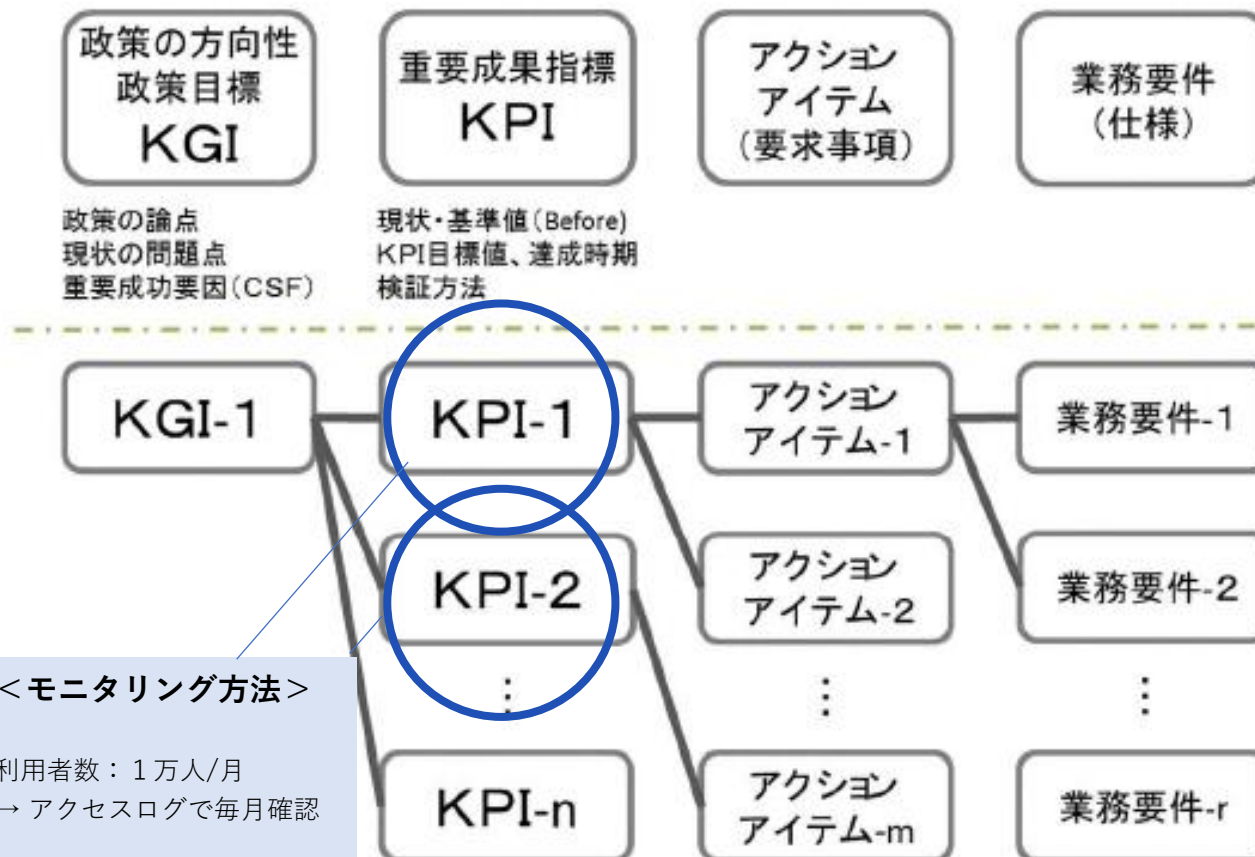 政策の方向性
政策目標
KGI
重要成果指標
KPI
アクション
アイテム
(要求事項)
業務要件
(仕様)
政策の論点
現状の問題点
重要成功要因(CSF)
現状・基準値(Before)
KPI目標値、達成時期
検証方法
KGI-1
KPI-1
アクション
アイテム-1
業務要件-1
KPI-2
アクション
アイテム-2
業務要件-2
⋮
⋮
⋮
<モニタリング方法>
利用者数:1万人/月
→ アクセスログで毎月確認
KPI-n
アクション
アイテム-m
業務要件-r